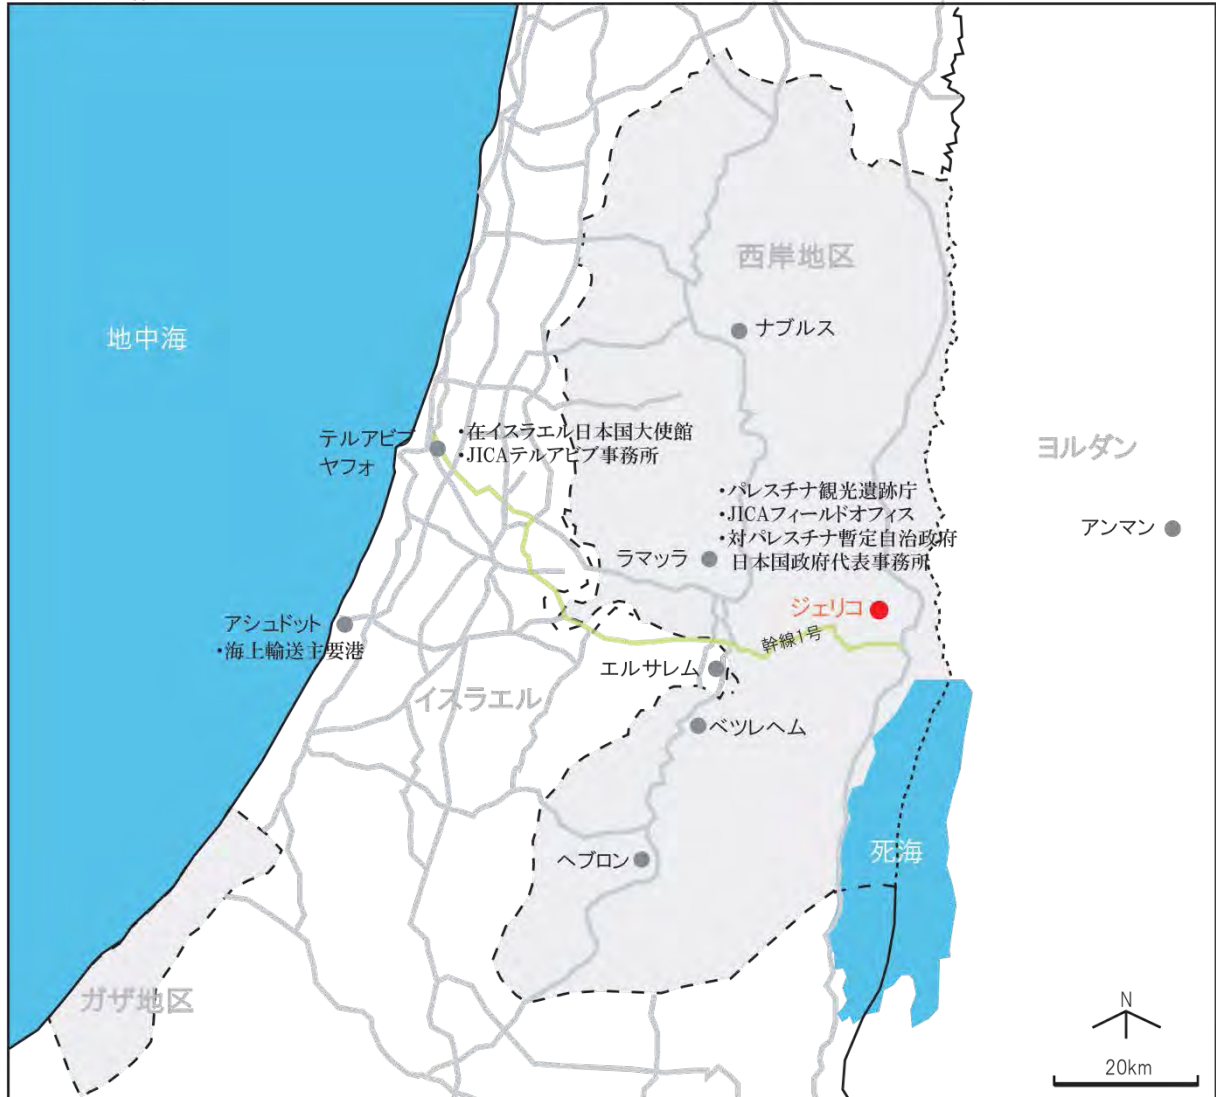 西岸地区
ナブルス
地中海
テルアビブ
ヤフォ
・在イスラエル日本国大使館
・JICAテルアビブ事務所
ヨルダン
・パレスチナ観光遺跡庁
・JICAフィールドオフィス
・対パレスチナ暫定自治政府
日本国政府代表事務所
アンマン
ラマッラ
ジェリコ
アシュドット
・海上輸送主要港
幹線1号
エルサレム
イスラエル
ベツレヘム
ヘブロン
死海
ガザ地区
N
20km